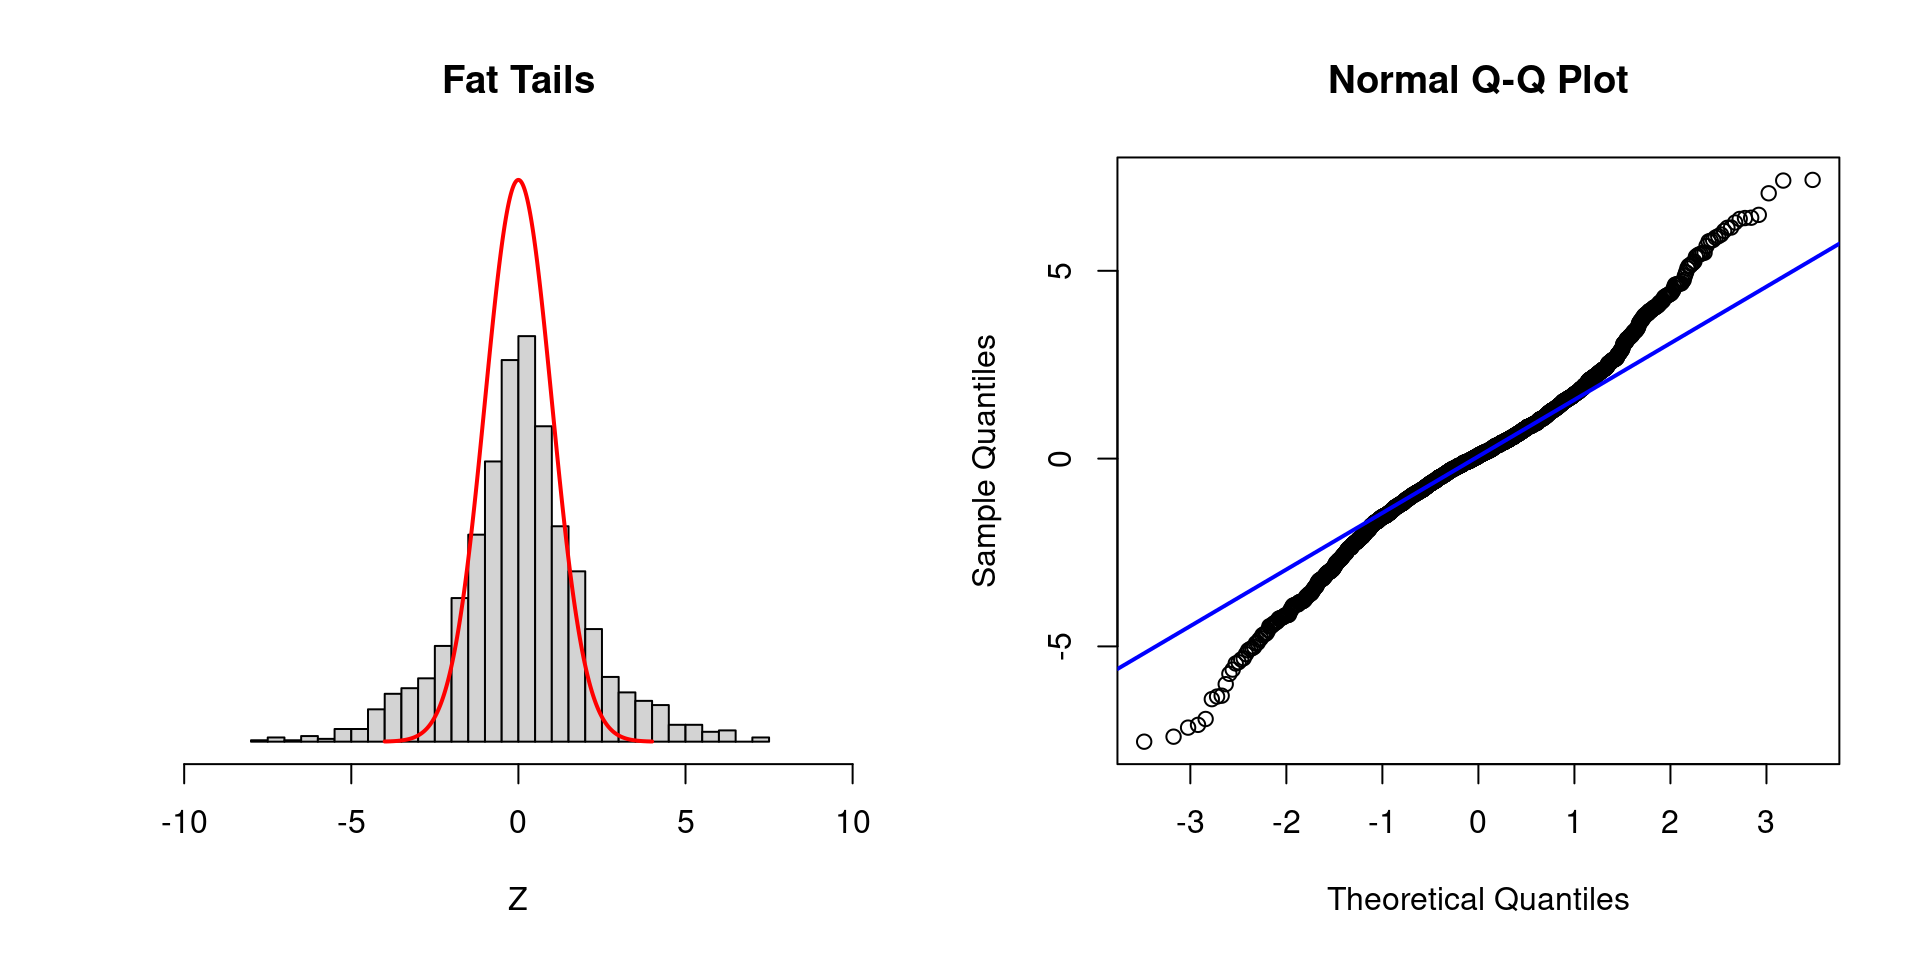 Fat Tails
-10 -5 0 5 10
Z
Normal Q-Q Plot
Sample Quantiles
5
0
-5
-3 -2 -1 0 1 2 3
Theoretical Quantiles